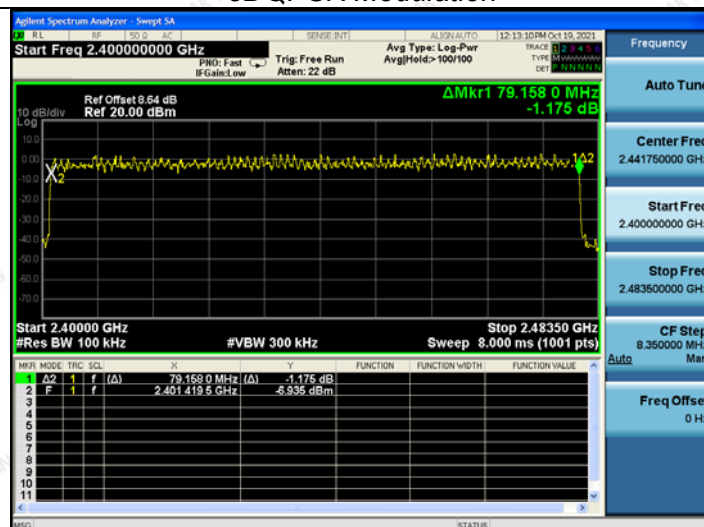 Agilent Spectrum Analyzer - Swept SA
RL RF 50 Ω AC SENSE:INT ALIGN AUTO 12:13:10 PM Oct 19, 2021
Start Freq 2.400000000 GHz
PNO: Fast
IFGain:Low
Trig: Free Run
Atten: 22 dB
Avg Type: Log-Pwr
Avg|Hold:>100/100
TRACE 1 2 3 4 5 6
TYPE M
DET P N N N N N
Ref Offset 8.64 dB
10 dB/div Ref 20.00 dBm
Log
ΔMkr1 79.158 0 MHz
-1.175 dB
10.0
0.00
-10.0
-20.0
-30.0
-40.0
-50.0
-60.0
-70.0
X2
1Δ2
Start 2.40000 GHz Stop 2.48350 GHz
#Res BW 100 kHz #VBW 300 kHz Sweep 8.000 ms (1001 pts)
MKR MODE TRC SCL X Y FUNCTION FUNCTION WIDTH FUNCTION VALUE
1 Δ2 1 f (Δ) 79.158 0 MHz (Δ) -1.175 dB
2 F 1 f 2.401 419 5 GHz -6.935 dBm
3
4
5
6
7
8
9
10
11
MSG STATUS
Frequency
Auto Tune
Center Freq
2.441750000 GHz
Start Freq
2.400000000 GHz
Stop Freq
2.483500000 GHz
CF Step
8.350000 MHz
Auto Man
Freq Offset
0 Hz